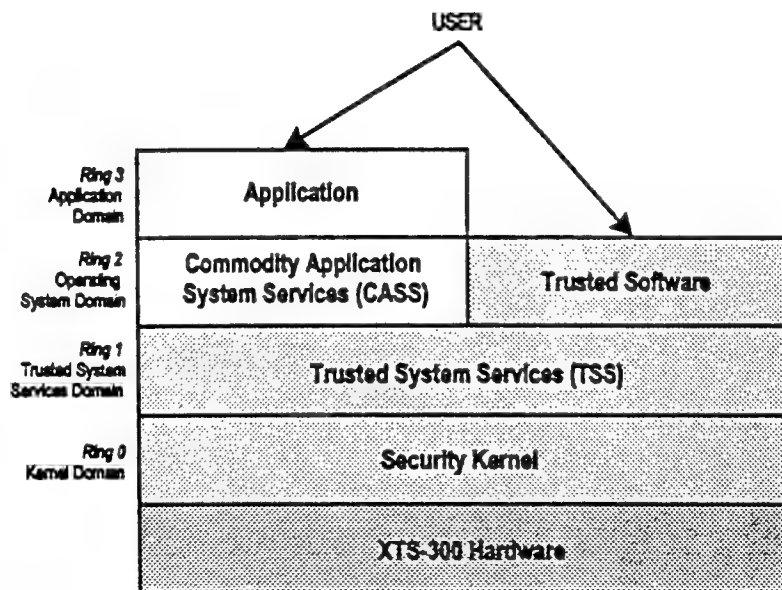 USER
Ring 3
Application
Domain
Application
Ring 2
Operating
System Domain
Commodity Application
System Services (CASS)
Trusted Software
Ring 1
Trusted System
Services Domain
Trusted System Services (TSS)
Ring 0
Kernel Domain
Security Kernel
XTS-300 Hardware